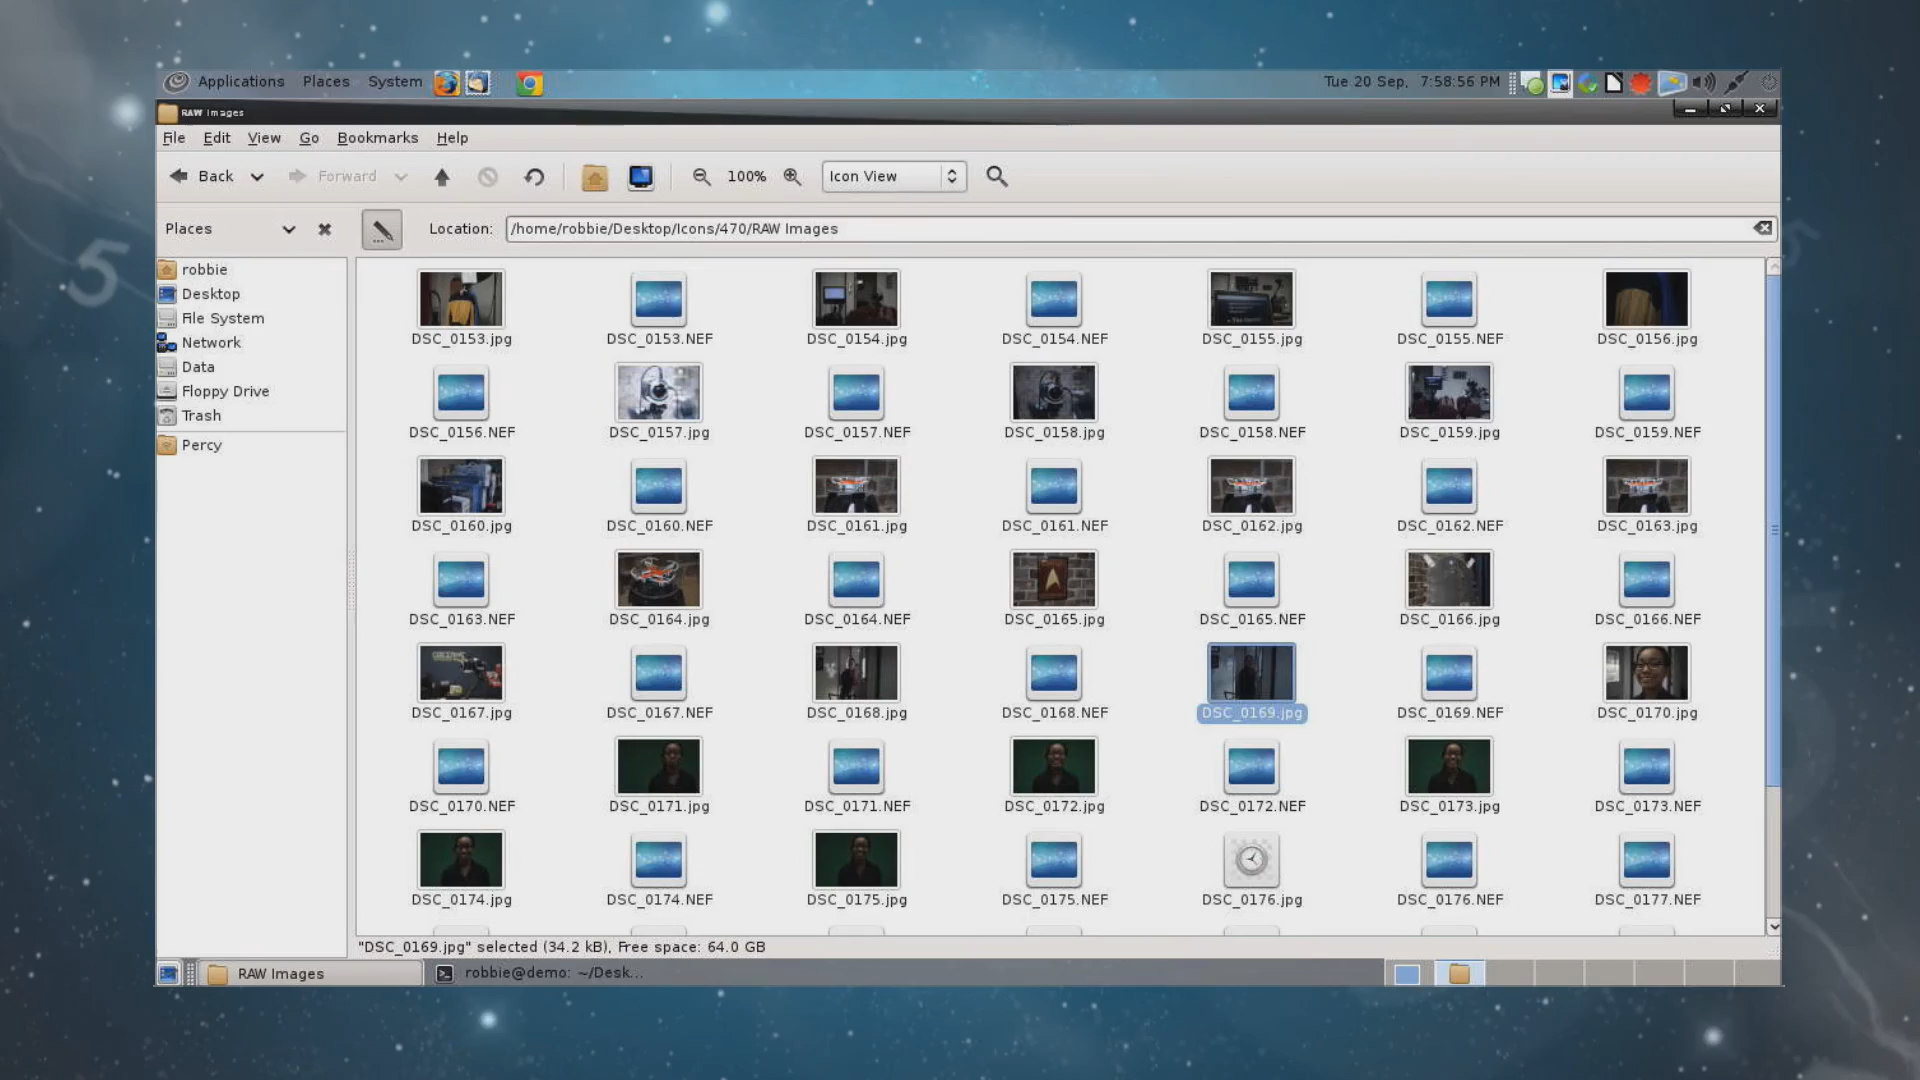 Applications Places System Tue 20 Sep, 7:58:56 PM
RAW Images
File Edit View Go Bookmarks Help
Back Forward 100% Icon View
Places Location: /home/robbie/Desktop/Icons/470/RAW Images
robbie
Desktop
File System
Network
Data
Floppy Drive
Trash
Percy
DSC_0153.jpg DSC_0153.NEF DSC_0154.jpg DSC_0154.NEF DSC_0155.jpg DSC_0155.NEF DSC_0156.jpg
DSC_0156.NEF DSC_0157.jpg DSC_0157.NEF DSC_0158.jpg DSC_0158.NEF DSC_0159.jpg DSC_0159.NEF
DSC_0160.jpg DSC_0160.NEF DSC_0161.jpg DSC_0161.NEF DSC_0162.jpg DSC_0162.NEF DSC_0163.jpg
DSC_0163.NEF DSC_0164.jpg DSC_0164.NEF DSC_0165.jpg DSC_0165.NEF DSC_0166.jpg DSC_0166.NEF
DSC_0167.jpg DSC_0167.NEF DSC_0168.jpg DSC_0168.NEF DSC_0169.jpg DSC_0169.NEF DSC_0170.jpg
DSC_0170.NEF DSC_0171.jpg DSC_0171.NEF DSC_0172.jpg DSC_0172.NEF DSC_0173.jpg DSC_0173.NEF
DSC_0174.jpg DSC_0174.NEF DSC_0175.jpg DSC_0175.NEF DSC_0176.jpg DSC_0176.NEF DSC_0177.NEF
"DSC_0169.jpg" selected (34.2 kB), Free space: 64.0 GB
RAW Images robbie@demo: ~/Desk...
5